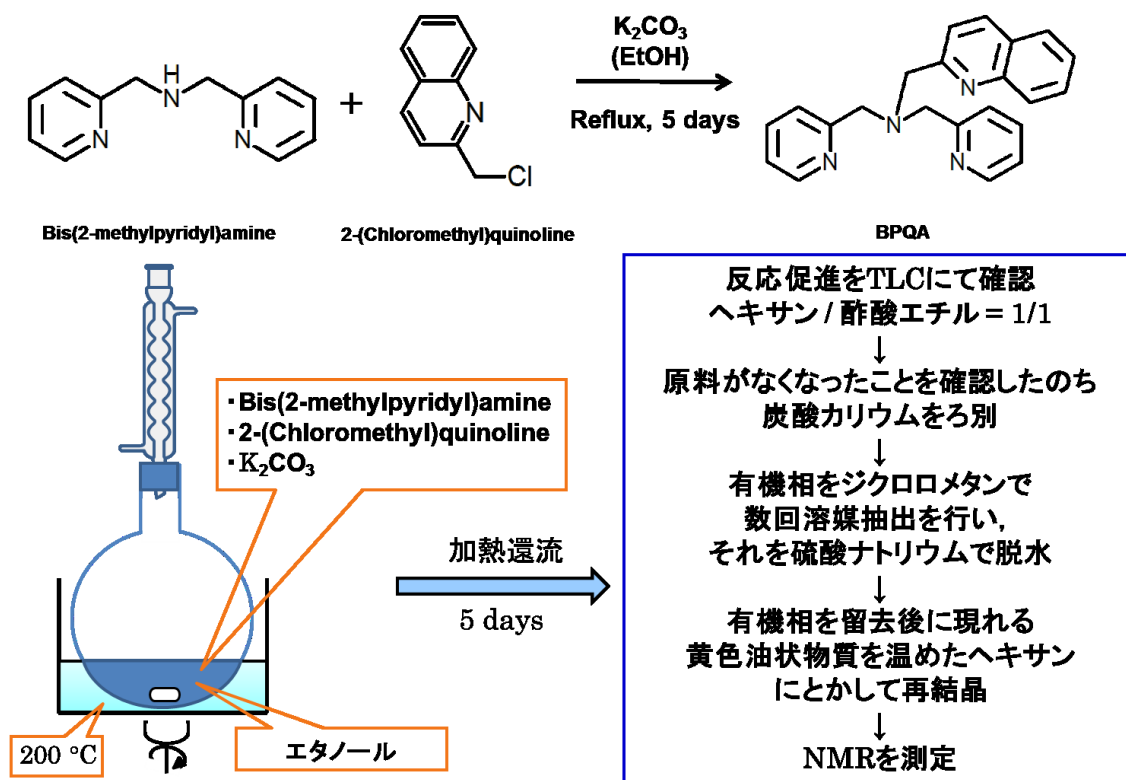 K₂CO₃
(EtOH)
Reflux, 5 days
H
N
N
N
+
N
Cl
N
N
N
N
Bis(2-methylpyridyl)amine
2-(Chloromethyl)quinoline
BPQA
・Bis(2-methylpyridyl)amine
・2-(Chloromethyl)quinoline
・K₂CO₃
加熱還流
5 days
200 °C
エタノール
反応促進をTLCにて確認
ヘキサン / 酢酸エチル = 1/1
↓
原料がなくなったことを確認したのち
炭酸カリウムをろ別
↓
有機相をジクロロメタンで
数回溶媒抽出を行い,
それを硫酸ナトリウムで脱水
↓
有機相を留去後に現れる
黄色油状物質を温めたヘキサン
にとかして再結晶
↓
NMRを測定